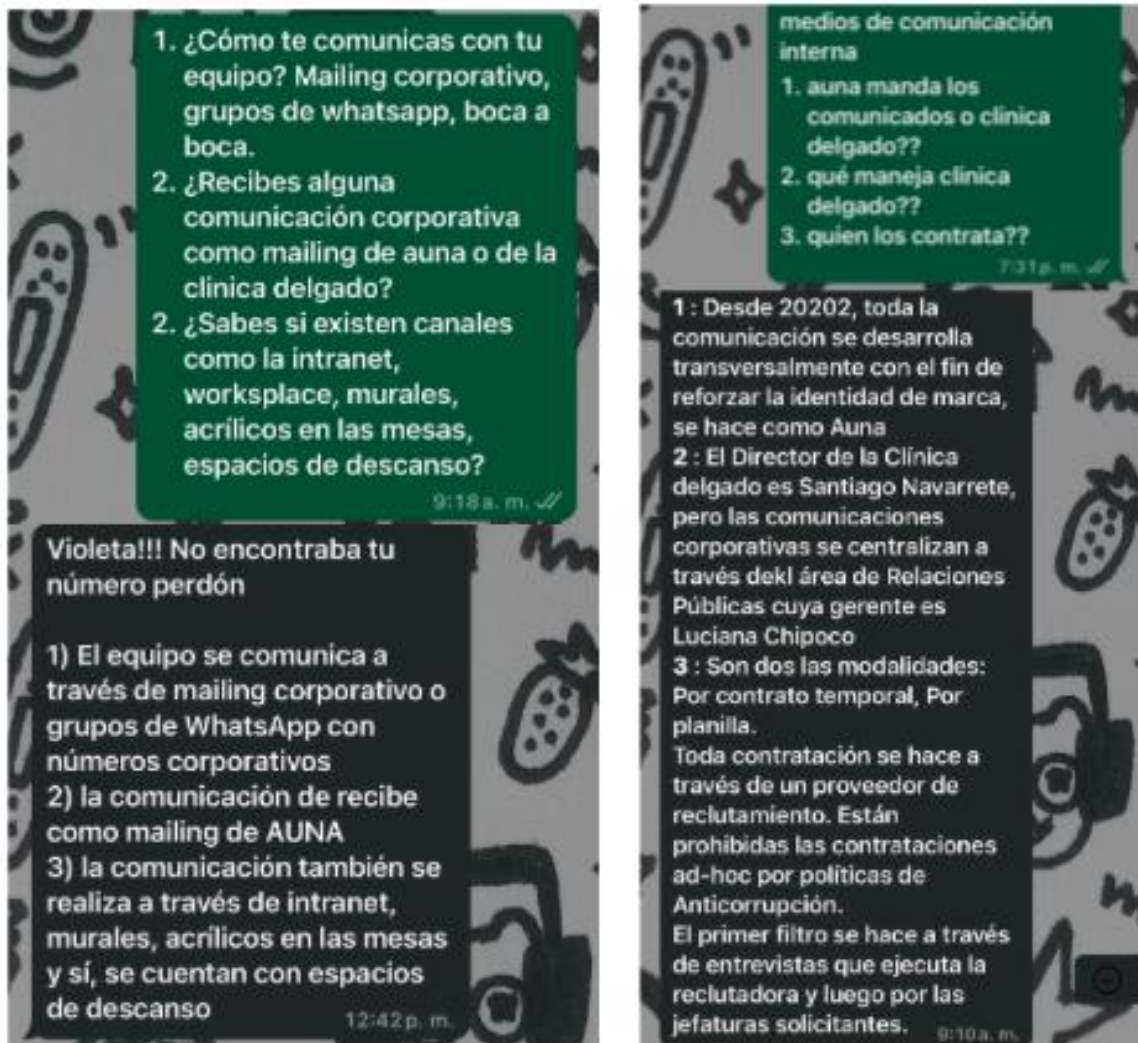 1. ¿Cómo te comunicas con tu
equipo? Mailing corporativo,
grupos de whatsapp, boca a
boca.
2. ¿Recibes alguna
comunicación corporativa
como mailing de auna o de la
clinica delgado?
2. ¿Sabes si existen canales
como la intranet,
worksplace, murales,
acrílicos en las mesas,
espacios de descanso?
9:18 a. m.
Violeta!!! No encontraba tu
número perdón
1) El equipo se comunica a
través de mailing corporativo o
grupos de WhatsApp con
números corporativos
2) la comunicación de recibe
como mailing de AUNA
3) la comunicación también se
realiza a través de intranet,
murales, acrílicos en las mesas
y sí, se cuentan con espacios
de descanso
12:42 p. m.
medios de comunicación
interna
1. auna manda los
comunicados o clinica
delgado??
2. qué maneja clinica
delgado??
3. quien los contrata??
7:31 p. m.
1 : Desde 20202, toda la
comunicación se desarrolla
transversalmente con el fin de
reforzar la identidad de marca,
se hace como Auna
2 : El Director de la Clínica
delgado es Santiago Navarrete,
pero las comunicaciones
corporativas se centralizan a
través dekl área de Relaciones
Públicas cuya gerente es
Luciana Chipoco
3 : Son dos las modalidades:
Por contrato temporal, Por
planilla.
Toda contratación se hace a
través de un proveedor de
reclutamiento. Están
prohibidas las contrataciones
ad-hoc por políticas de
Anticorrupción.
El primer filtro se hace a través
de entrevistas que ejecuta la
reclutadora y luego por las
jefaturas solicitantes.
9:10 a. m.